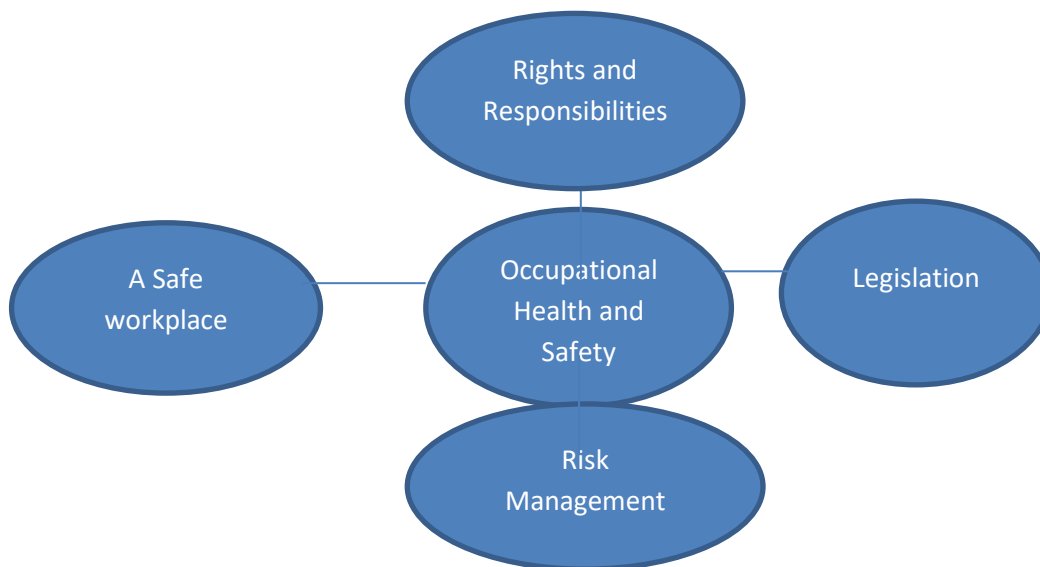 Rights and
Responsibilities
A Safe
workplace
Occupational
Health and
Safety
Legislation
Risk
Management